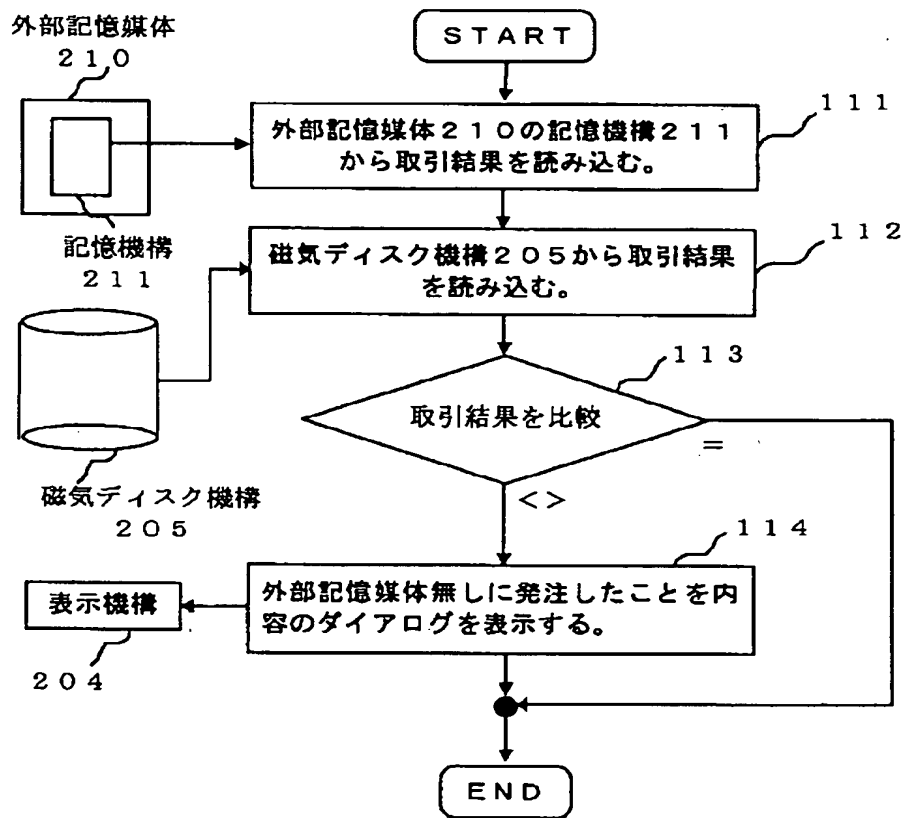 外部記憶媒体
210
START
111
外部記憶媒体210の記憶機構211
から取引結果を読み込む。
記憶機構
211
112
磁気ディスク機構205から取引結果
を読み込む。
113
取引結果を比較
=
<>
磁気ディスク機構
205
114
外部記憶媒体無しに発注したことを内
容のダイアログを表示する。
表示機構
204
END